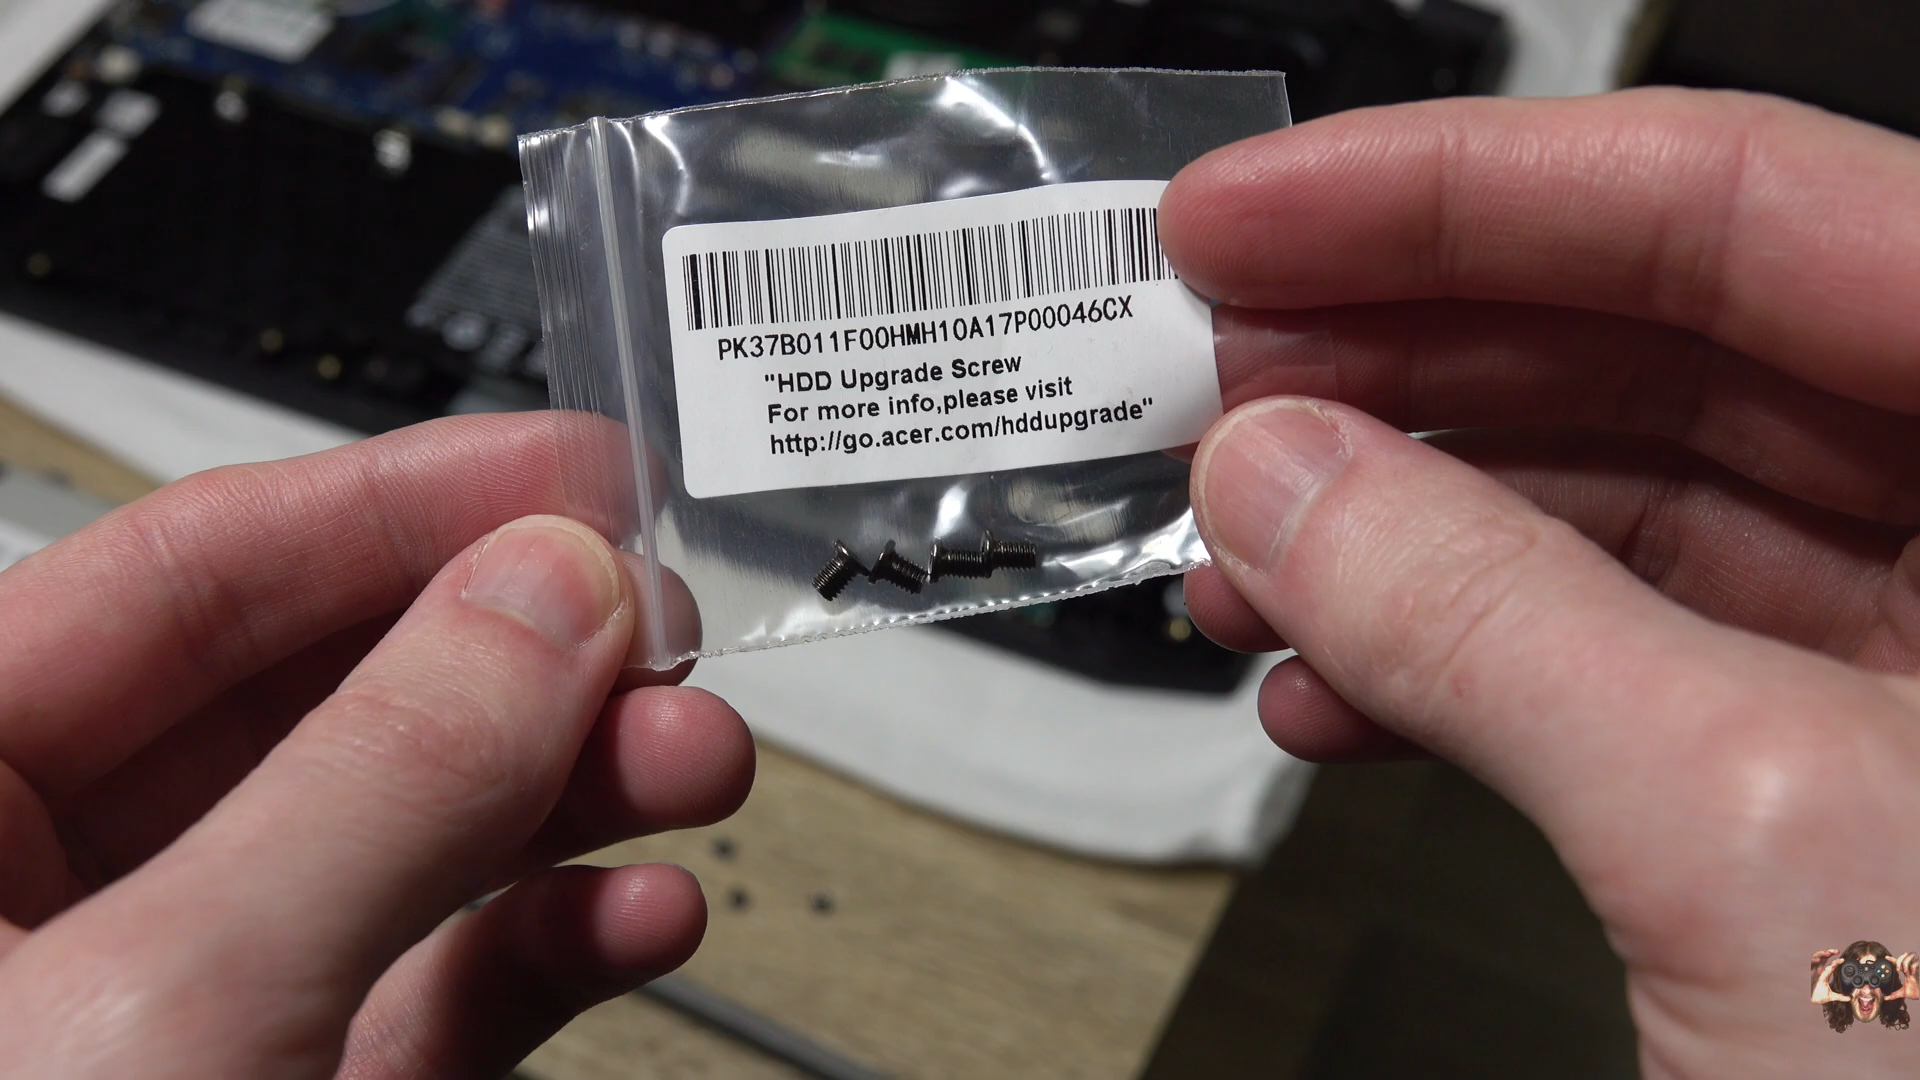 PK37B011F00HMH10A17P00046CX
"HDD Upgrade Screw
For more info,please visit
http://go.acer.com/hddupgrade"